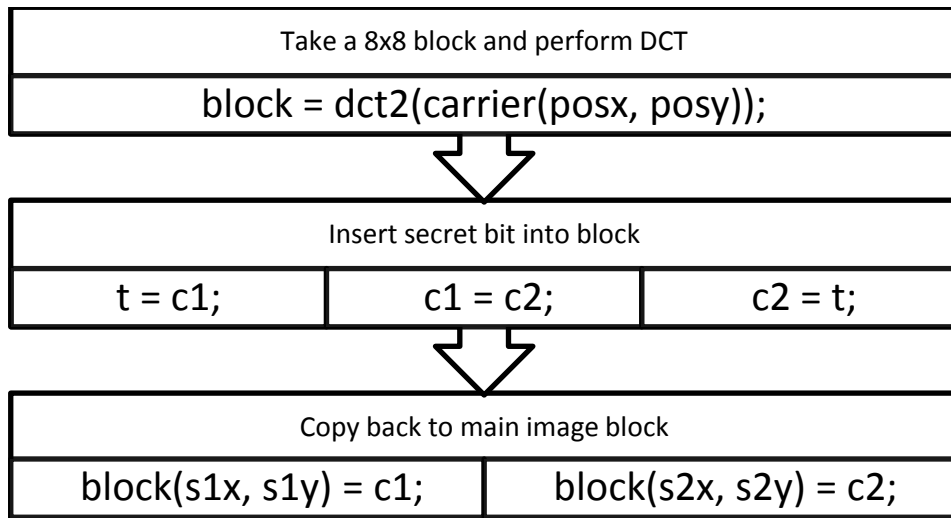 Take a 8x8 block and perform DCT
block = dct2(carrier(posx, posy));
Insert secret bit into block
t = c1;
c1 = c2;
c2 = t;
Copy back to main image block
block(s1x, s1y) = c1;
block(s2x, s2y) = c2;